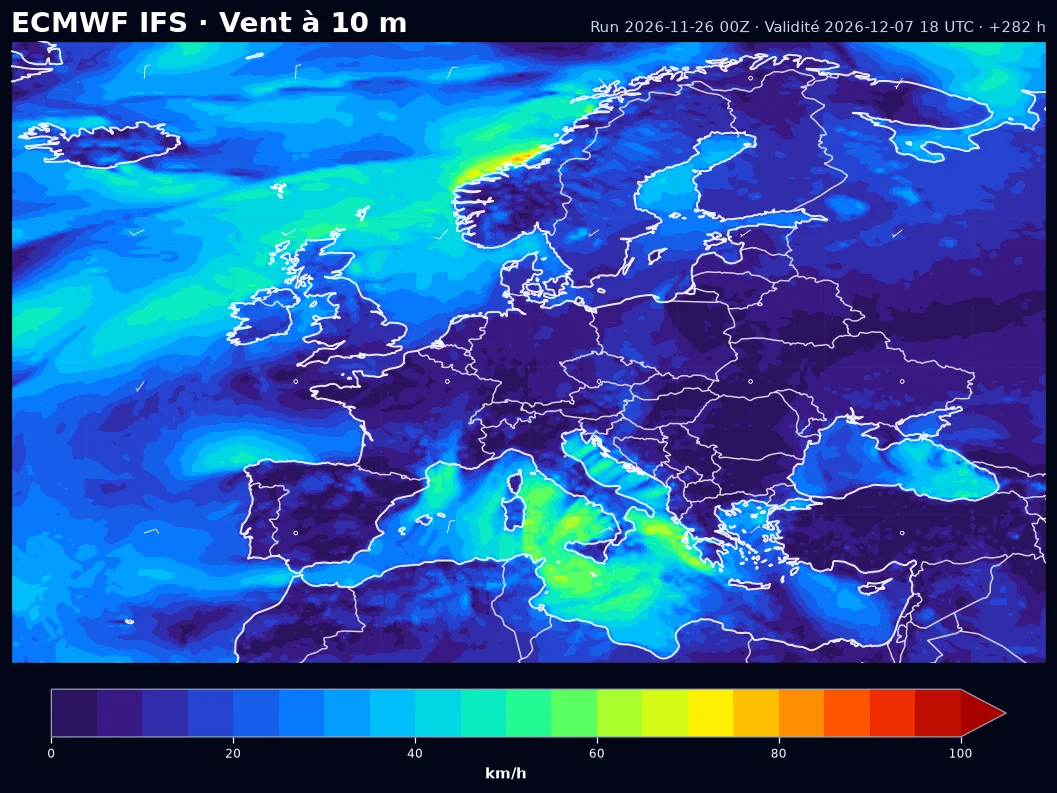 ECMWF IFS · Vent à 10 m
Run 2026-11-26 00Z · Validité 2026-12-07 18 UTC · +282 h
0 20 40 60 80 100
km/h